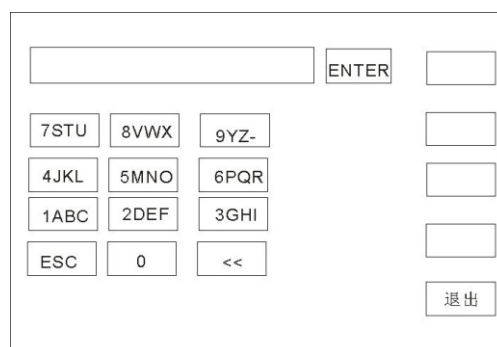 ENTER
7STU 8VWX 9YZ-
4JKL 5MNO 6PQR
1ABC 2DEF 3GHI
ESC 0 <<
退出